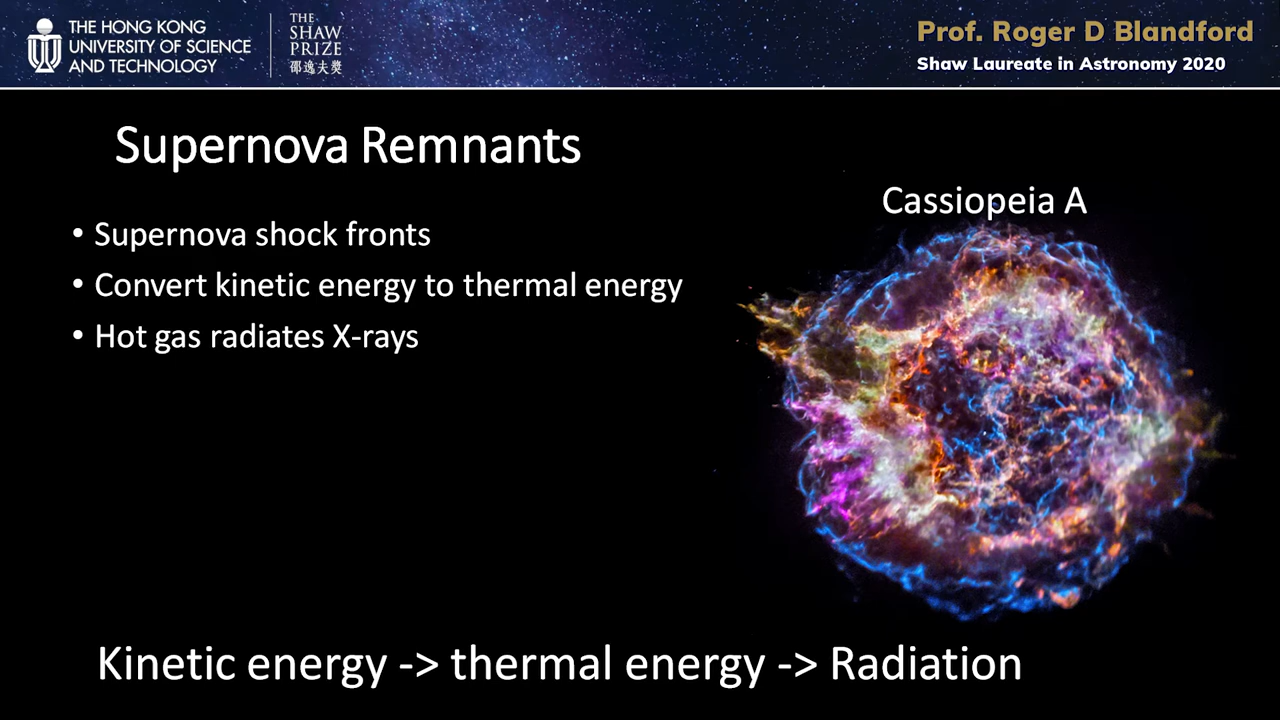 THE HONG KONG
UNIVERSITY OF SCIENCE
AND TECHNOLOGY
THE
SHAW
PRIZE
邵逸夫獎
Prof. Roger D Blandford
Shaw Laureate in Astronomy 2020
Supernova Remnants
• Supernova shock fronts
• Convert kinetic energy to thermal energy
• Hot gas radiates X-rays
Cassiopeia A
Kinetic energy -> thermal energy -> Radiation